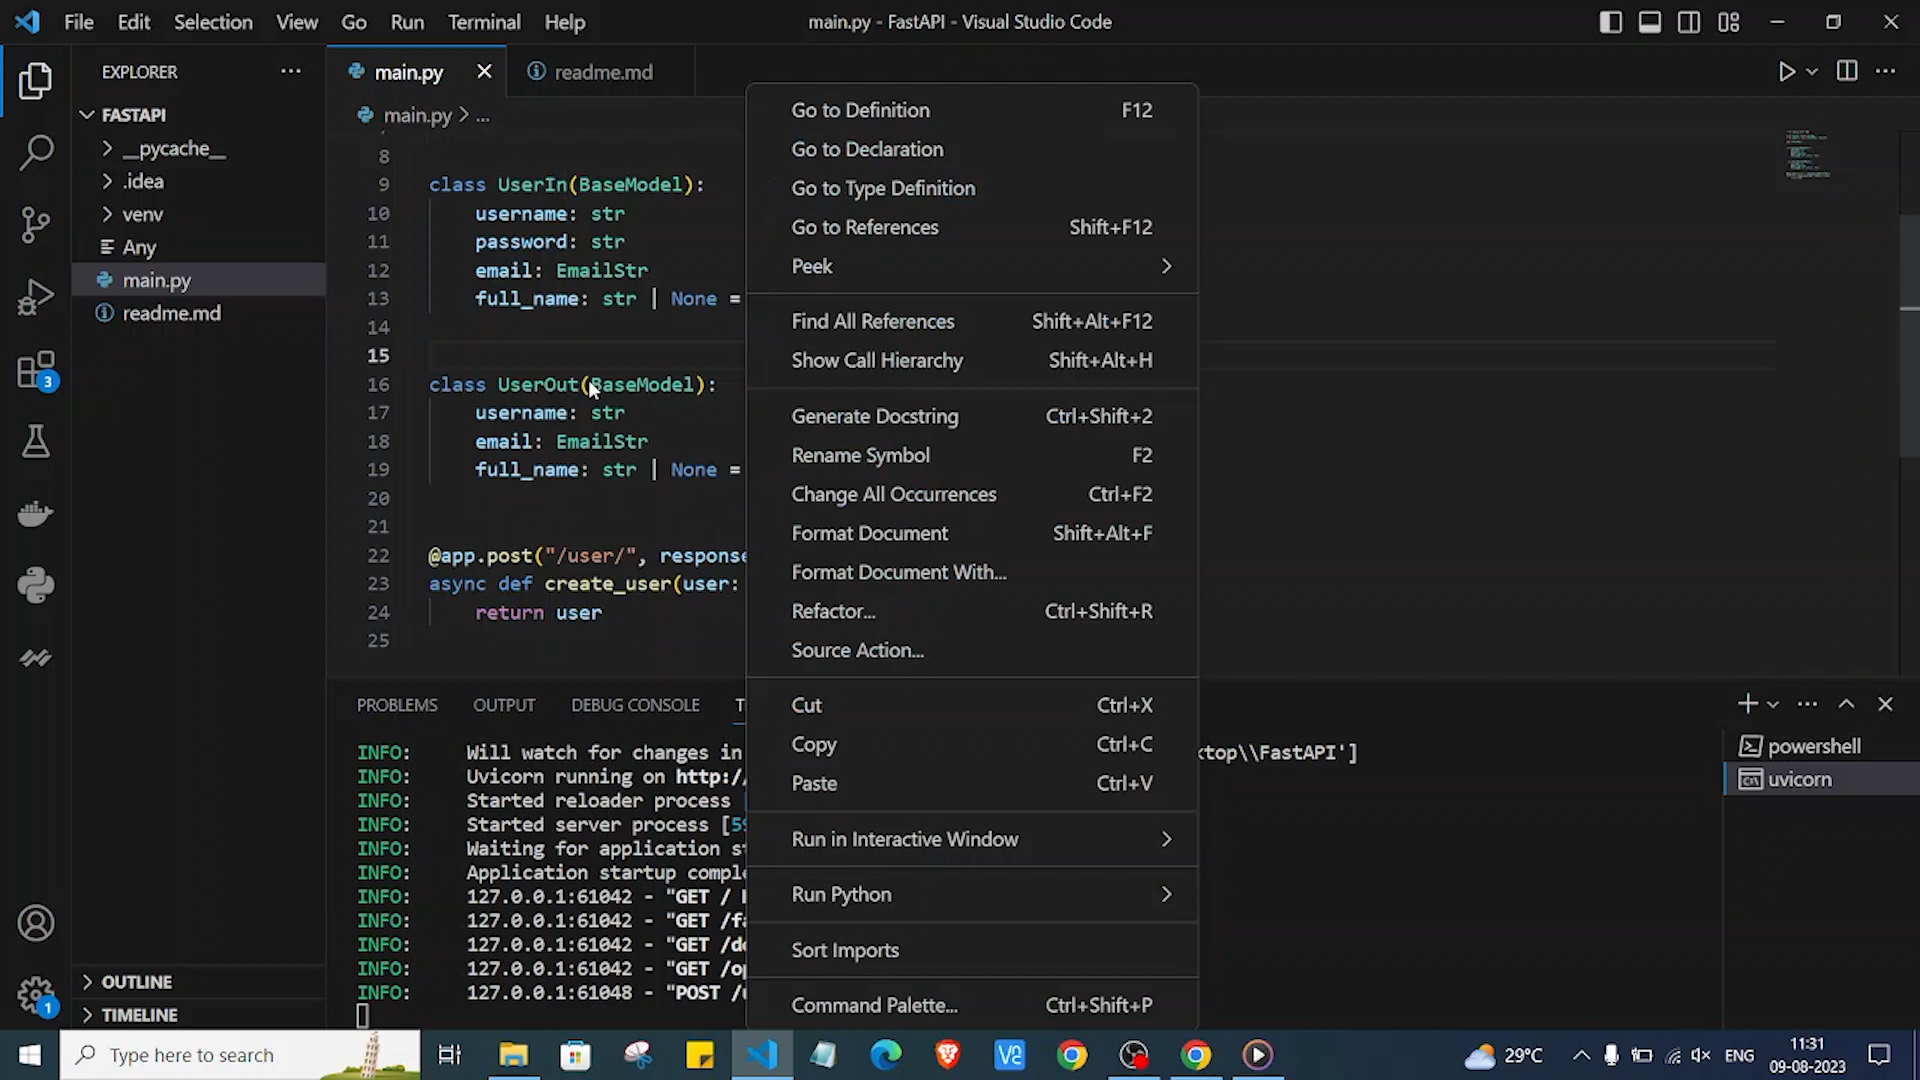 File Edit Selection View Go Run Terminal Help
main.py - FastAPI - Visual Studio Code
EXPLORER
FASTAPI
__pycache__
.idea
venv
Any
main.py
readme.md
OUTLINE
TIMELINE
3
1
main.py
readme.md
main.py > ...
8
9 class UserIn(BaseModel):
10 username: str
11 password: str
12 email: EmailStr
13 full_name: str | None =
14
15
16 class UserOut(BaseModel):
17 username: str
18 email: EmailStr
19 full_name: str | None =
20
21
22 @app.post("/user/", response
23 async def create_user(user:
24 return user
25
Go to Definition F12
Go to Declaration
Go to Type Definition
Go to References Shift+F12
Peek
Find All References Shift+Alt+F12
Show Call Hierarchy Shift+Alt+H
Generate Docstring Ctrl+Shift+2
Rename Symbol F2
Change All Occurrences Ctrl+F2
Format Document Shift+Alt+F
Format Document With...
Refactor... Ctrl+Shift+R
Source Action...
Cut Ctrl+X
Copy Ctrl+C
Paste Ctrl+V
Run in Interactive Window
Run Python
Sort Imports
Command Palette... Ctrl+Shift+P
PROBLEMS OUTPUT DEBUG CONSOLE T
INFO: Will watch for changes in ktop\\FastAPI']
INFO: Uvicorn running on http:/
INFO: Started reloader process
INFO: Started server process [59
INFO: Waiting for application s
INFO: Application startup compl
INFO: 127.0.0.1:61042 - "GET /
INFO: 127.0.0.1:61042 - "GET /fa
INFO: 127.0.0.1:61042 - "GET /do
INFO: 127.0.0.1:61042 - "GET /op
INFO: 127.0.0.1:61048 - "POST /
powershell
uvicorn
Type here to search
29°C
ENG
11:31
09-08-2023